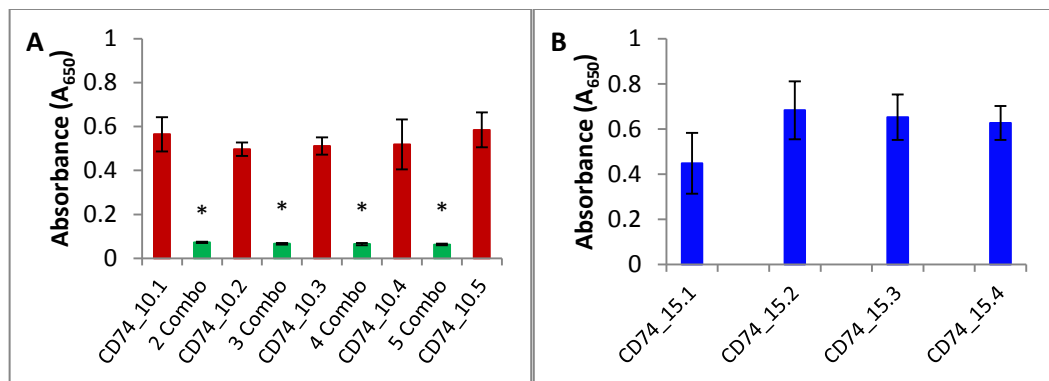 A
Absorbance (A650)
1
0.8
0.6
0.4
0.2
0
*
*
*
*
CD74_10.1
2 Combo
CD74_10.2
3 Combo
CD74_10.3
4 Combo
CD74_10.4
5 Combo
CD74_10.5
B
Absorbance (A650)
1
0.8
0.6
0.4
0.2
0
CD74_15.1
CD74_15.2
CD74_15.3
CD74_15.4